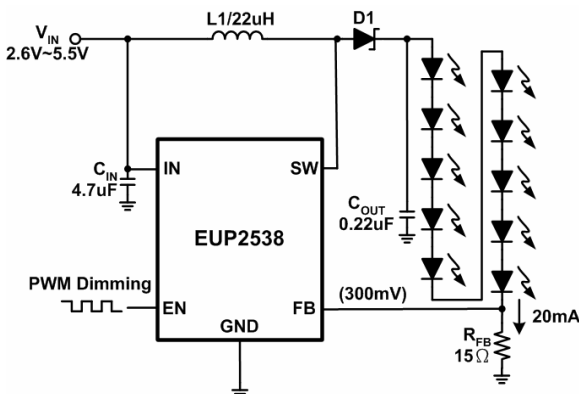 L1/22uH
D1
VIN
2.6V~5.5V
CIN
4.7uF
IN
SW
COUT
0.22uF
EUP2538
PWM Dimming
EN
FB
(300mV)
GND
20mA
RFB
15Ω